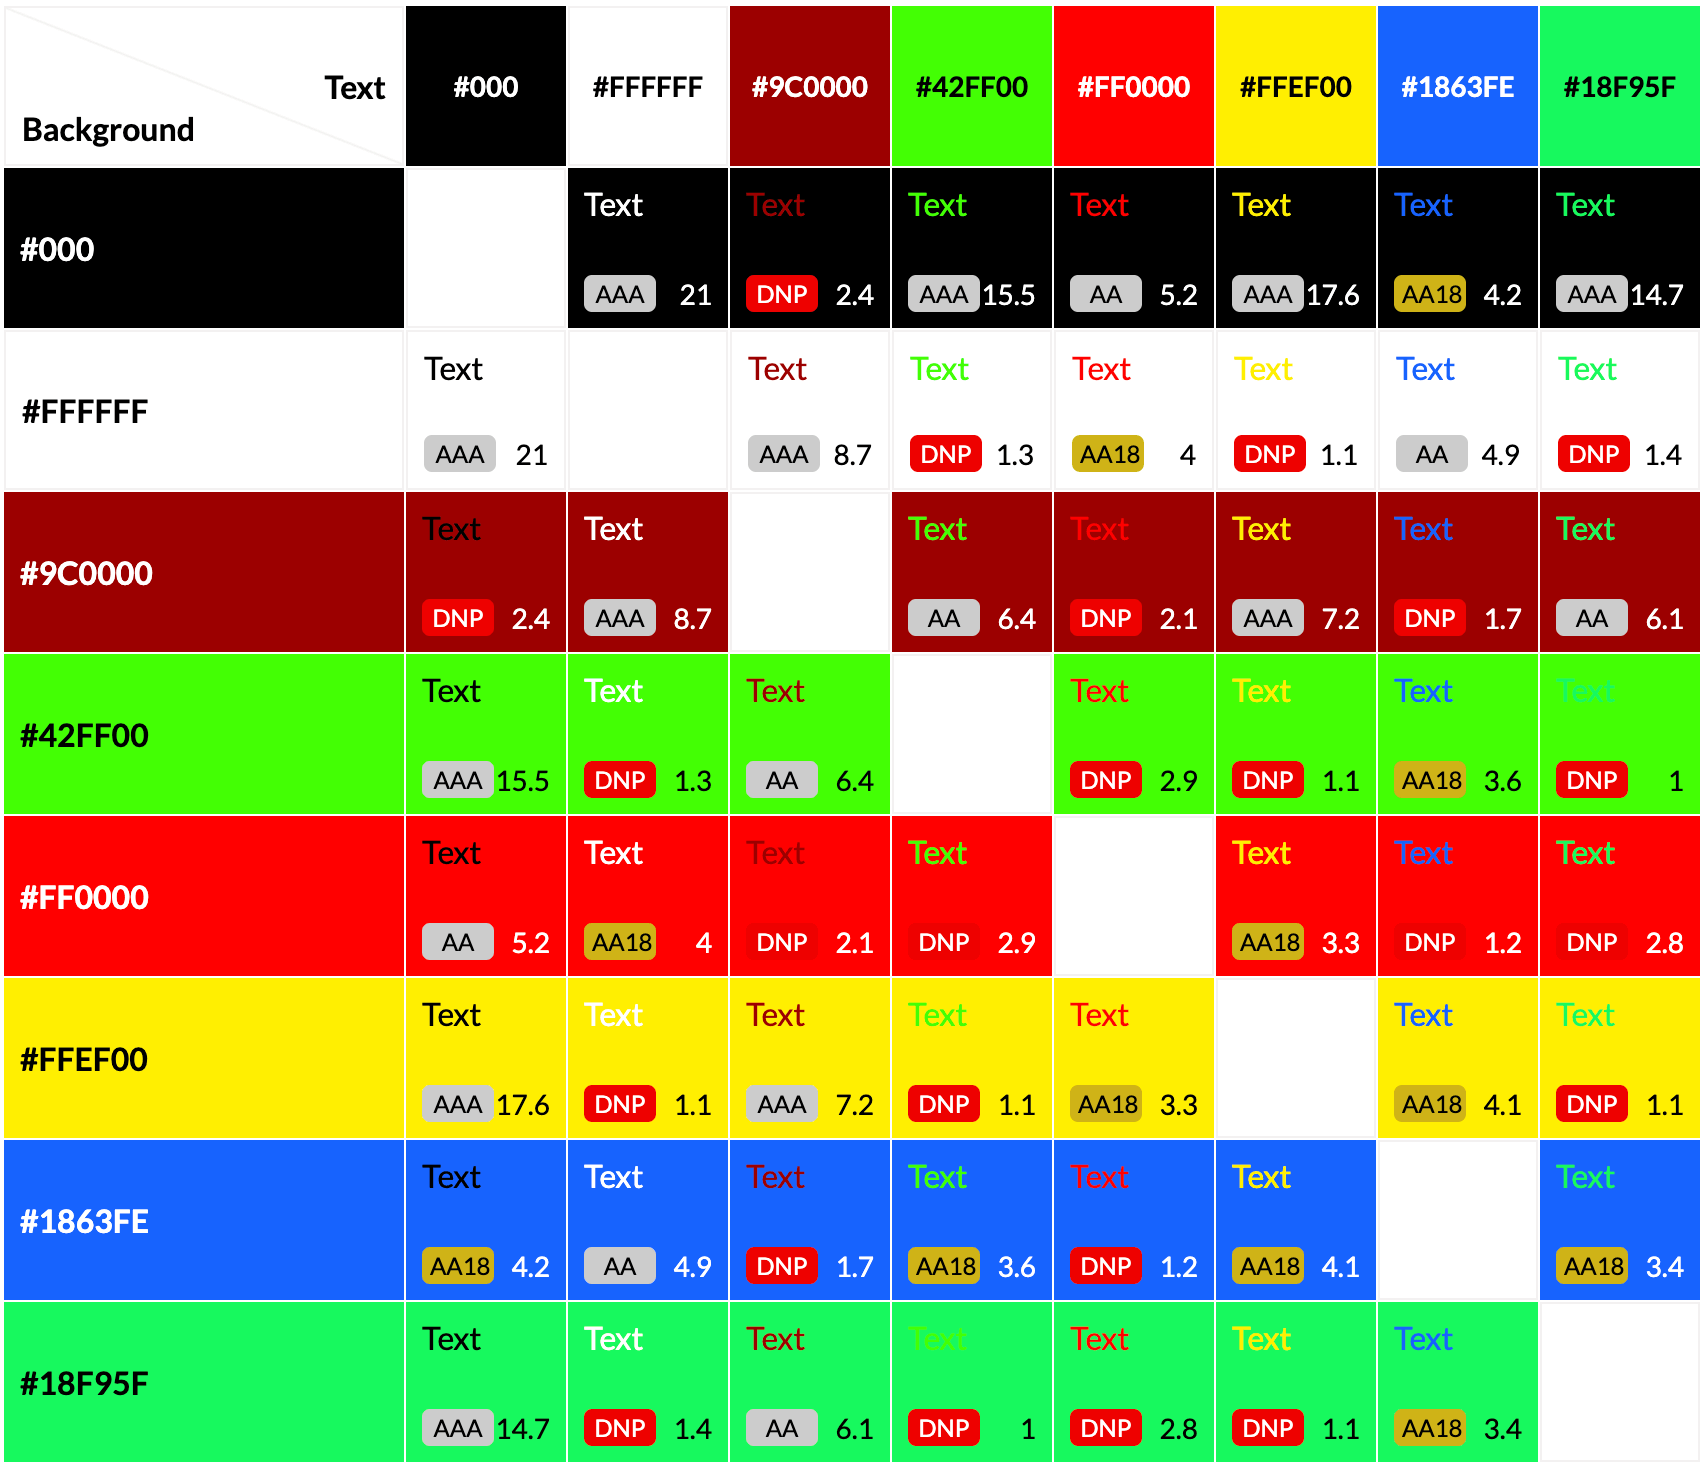 Text
Background
#000 #FFFFFF #9C0000 #42FF00 #FF0000 #FFEF00 #1863FE #18F95F
#000
Text Text Text Text Text Text Text
AAA 21 DNP 2.4 AAA 15.5 AA 5.2 AAA 17.6 AA18 4.2 AAA 14.7
#FFFFFF
Text Text Text Text Text Text Text
AAA 21 AAA 8.7 DNP 1.3 AA18 4 DNP 1.1 AA 4.9 DNP 1.4
#9C0000
Text Text Text Text Text Text Text
DNP 2.4 AAA 8.7 AA 6.4 DNP 2.1 AAA 7.2 DNP 1.7 AA 6.1
#42FF00
Text Text Text Text Text Text Text
AAA 15.5 DNP 1.3 AA 6.4 DNP 2.9 DNP 1.1 AA18 3.6 DNP 1
#FF0000
Text Text Text Text Text Text Text
AA 5.2 AA18 4 DNP 2.1 DNP 2.9 AA18 3.3 DNP 1.2 DNP 2.8
#FFEF00
Text Text Text Text Text Text Text
AAA 17.6 DNP 1.1 AAA 7.2 DNP 1.1 AA18 3.3 AA18 4.1 DNP 1.1
#1863FE
Text Text Text Text Text Text Text
AA18 4.2 AA 4.9 DNP 1.7 AA18 3.6 DNP 1.2 AA18 4.1 AA18 3.4
#18F95F
Text Text Text Text Text Text Text
AAA 14.7 DNP 1.4 AA 6.1 DNP 1 DNP 2.8 DNP 1.1 AA18 3.4